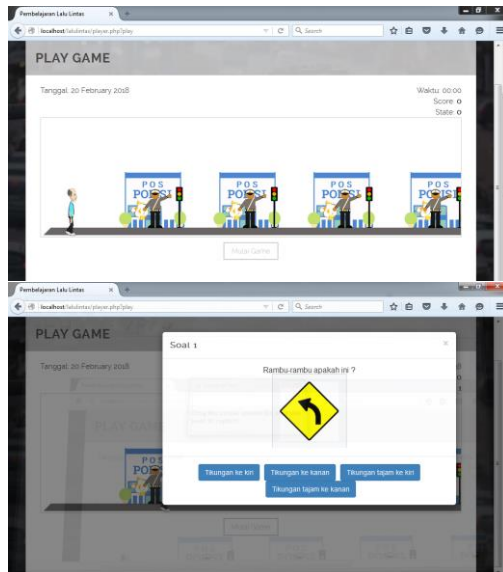 Pembelajaran Lalu Lintas
localhost/lalulintas/player.php?play
Search
PLAY GAME
Tanggal: 20 February 2018
Waktu: 00:00
Score: 0
State: 0
POS POLISI
POS POLISI
POS POLISI
POS
Mulai Game
Pembelajaran Lalu Lintas
localhost/lalulintas/player.php?play
Search
PLAY GAME
Soal 1
Tanggal: 20 February 2018
Rambu-rambu apakah ini ?
Tikungan ke kiri
Tikungan ke kanan
Tikungan tajam ke kiri
Tikungan tajam ke kanan
Mulai Game